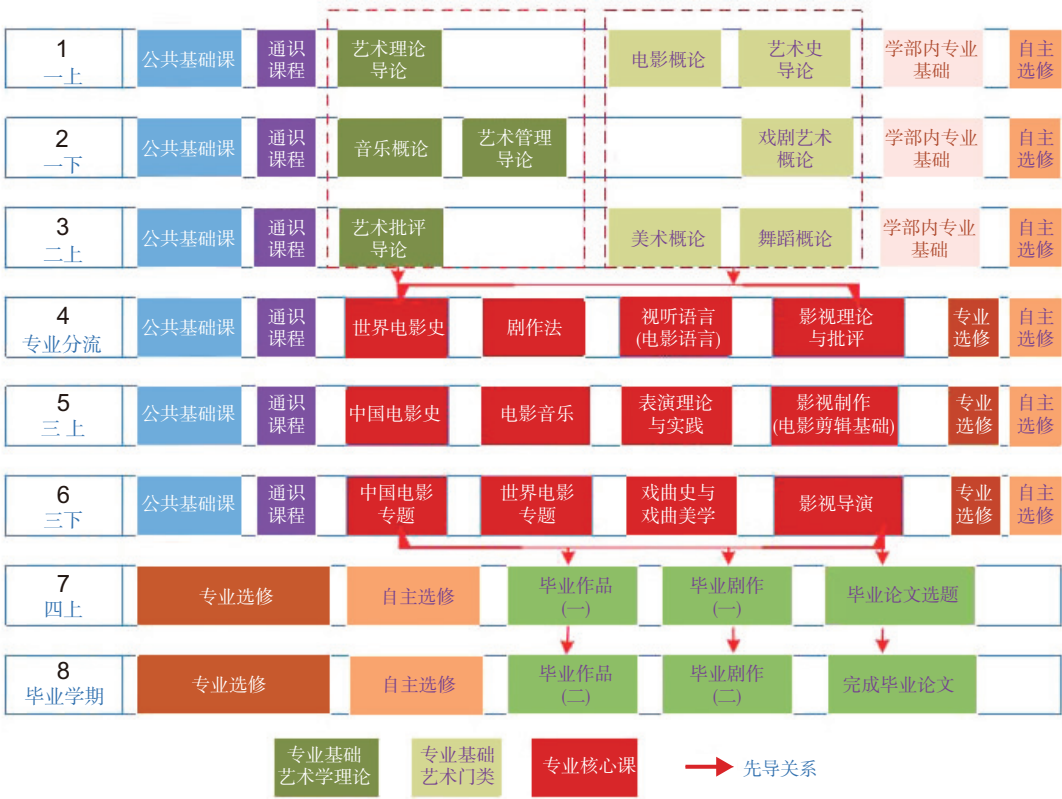 1
一上
公共基础课
通识
课程
艺术理论
导论
电影概论
艺术史
导论
学部内专业
基础
自主
选修
2
一下
公共基础课
通识
课程
音乐概论
艺术管理
导论
戏剧艺术
概论
学部内专业
基础
自主
选修
3
二上
公共基础课
通识
课程
艺术批评
导论
美术概论
舞蹈概论
学部内专业
基础
自主
选修
4
专业分流
公共基础课
通识
课程
世界电影史
剧作法
视听语言
(电影语言)
影视理论
与批评
专业
选修
自主
选修
5
三上
公共基础课
通识
课程
中国电影史
电影音乐
表演理论
与实践
影视制作
(电影剪辑基础)
专业
选修
自主
选修
6
三下
公共基础课
通识
课程
中国电影
专题
世界电影
专题
戏曲史与
戏曲美学
影视导演
专业
选修
自主
选修
7
四上
专业选修
自主选修
毕业作品
(一)
毕业剧作
(一)
毕业论文选题
8
毕业学期
专业选修
自主选修
毕业作品
(二)
毕业剧作
(二)
完成毕业论文
专业基础
艺术学理论
专业基础
艺术门类
专业核心课
先导关系